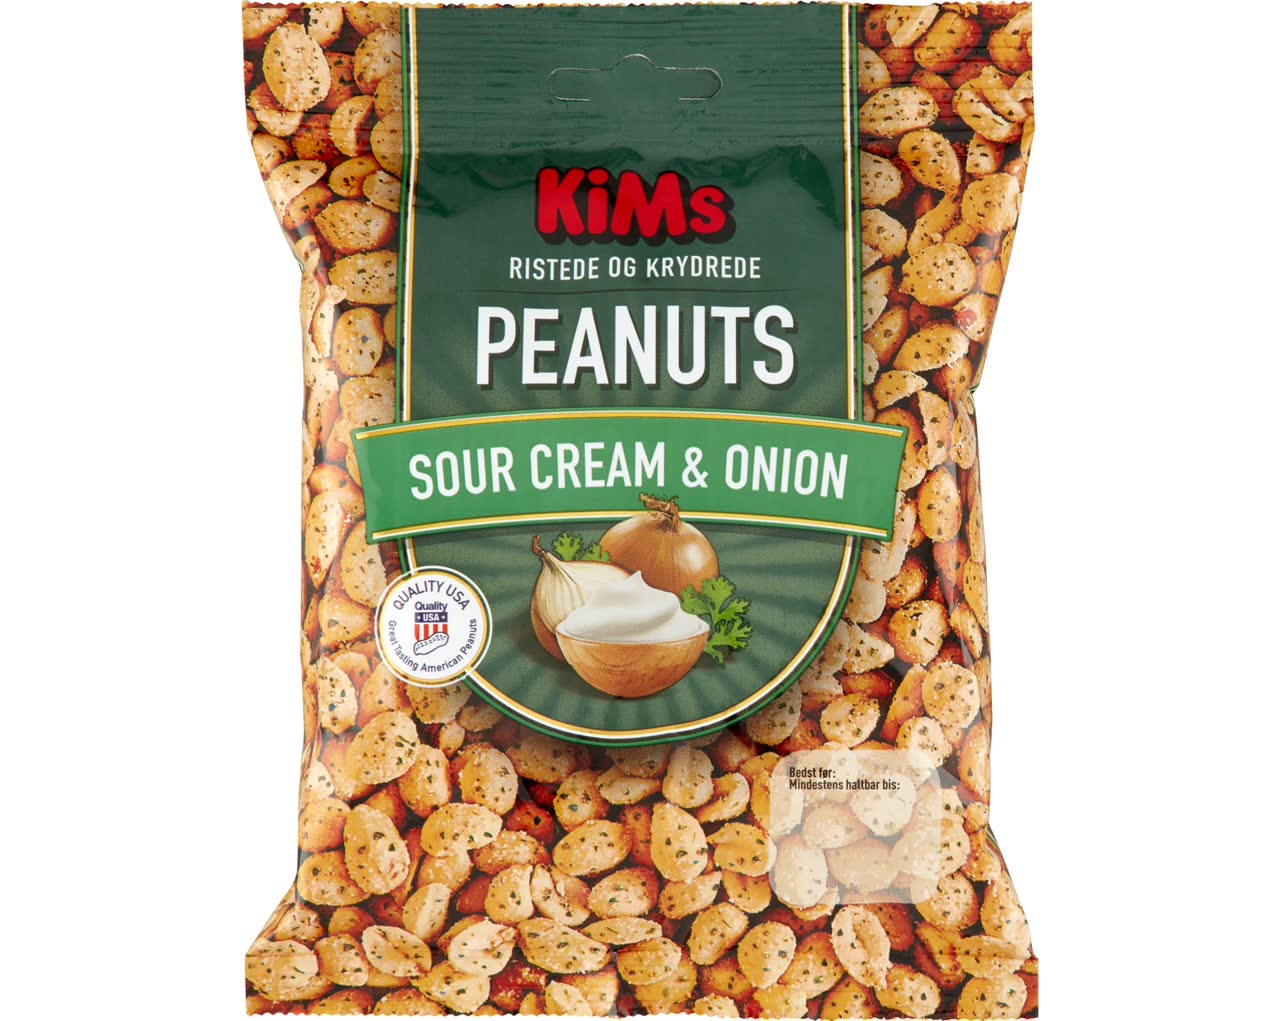 KiMs
RISTEDE OG KRYDREDE
PEANUTS
SOUR CREAM & ONION
QUALITY USA
Quality
USA
Great Tasting American Peanuts
Bedst før:
Mindestens haltbar bis: